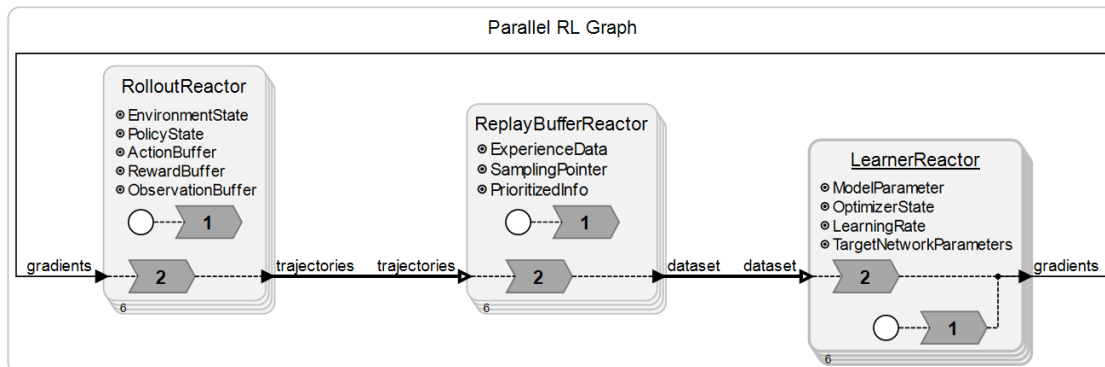 Parallel RL Graph
RolloutReactor
EnvironmentState
PolicyState
ActionBuffer
RewardBuffer
ObservationBuffer
1
gradients
2
trajectories
6
ReplayBufferReactor
ExperienceData
SamplingPointer
PrioritizedInfo
1
trajectories
2
dataset
6
LearnerReactor
ModelParameter
OptimizerState
LearningRate
TargetNetworkParameters
dataset
2
gradients
1
6